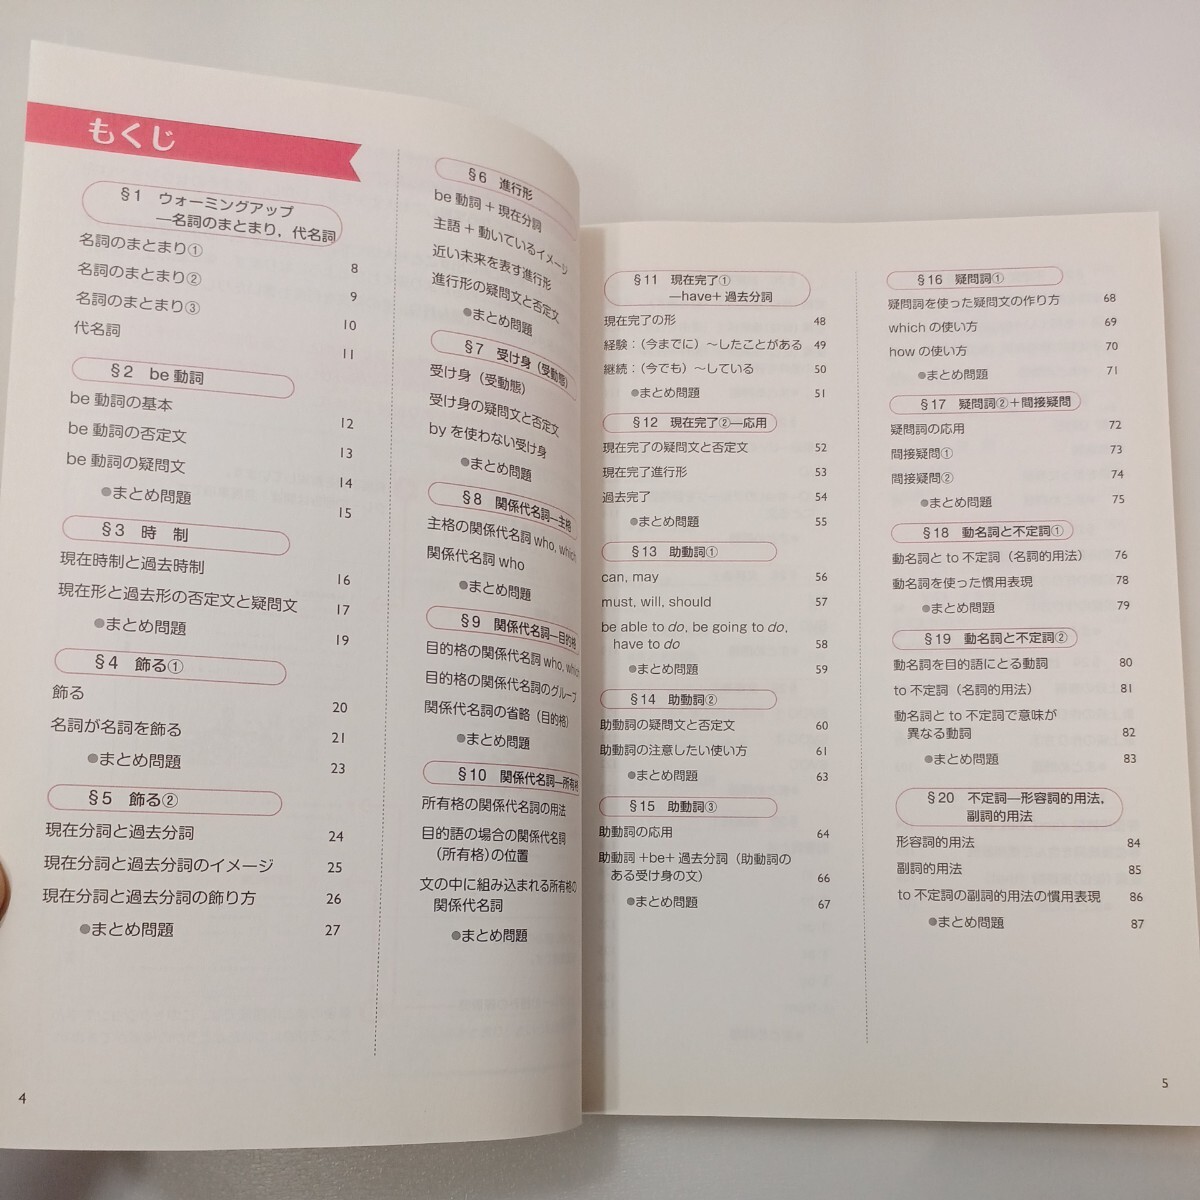 もくじ
§1 ウォーミングアップ
―名詞のまとまり，代名詞
名詞のまとまり① 8
名詞のまとまり② 9
名詞のまとまり③ 10
代名詞 11
§2 be動詞
be動詞の基本 12
be動詞の否定文 13
be動詞の疑問文 14
●まとめ問題 15
§3 時 制
現在時制と過去時制 16
現在形と過去形の否定文と疑問文 17
●まとめ問題 19
§4 飾る①
飾る 20
名詞が名詞を飾る 21
●まとめ問題 23
§5 飾る②
現在分詞と過去分詞 24
現在分詞と過去分詞のイメージ 25
現在分詞と過去分詞の飾り方 26
●まとめ問題 27
4
§6 進行形
be動詞＋現在分詞
主語＋動いているイメージ
近い未来を表す進行形
進行形の疑問文と否定文
●まとめ問題
§7 受け身（受動態）
受け身（受動態）
受け身の疑問文と否定文
byを使わない受け身
●まとめ問題
§8 関係代名詞―主格
主格の関係代名詞 who, which
関係代名詞 who
●まとめ問題
§9 関係代名詞―目的格
目的格の関係代名詞 who, which
目的格の関係代名詞のグループ
関係代名詞の省略（目的格）
●まとめ問題
§10 関係代名詞―所有格
所有格の関係代名詞の用法
目的語の場合の関係代名詞
（所有格）の位置
文の中に組み込まれる所有格の
関係代名詞
●まとめ問題
§11 現在完了①
―have＋過去分詞
現在完了の形 48
経験：（今までに）～したことがある 49
継続：（今でも）～している 50
●まとめ問題 51
§12 現在完了②―応用
現在完了の疑問文と否定文 52
現在完了進行形 53
過去完了 54
●まとめ問題 55
§13 助動詞①
can, may 56
must, will, should 57
be able to do, be going to do,
have to do 58
●まとめ問題 59
§14 助動詞②
助動詞の疑問文と否定文 60
助動詞の注意したい使い方 61
●まとめ問題 63
§15 助動詞③
助動詞の応用 64
助動詞＋be＋過去分詞（助動詞の
ある受け身の文） 66
●まとめ問題 67
§16 疑問詞①
疑問詞を使った疑問文の作り方 68
whichの使い方 69
howの使い方 70
●まとめ問題 71
§17 疑問詞②＋間接疑問
疑問詞の応用 72
間接疑問① 73
間接疑問② 74
●まとめ問題 75
§18 動名詞と不定詞①
動名詞とto不定詞（名詞的用法） 76
動名詞を使った慣用表現 78
●まとめ問題 79
§19 動名詞と不定詞②
動名詞を目的語にとる動詞 80
to不定詞（名詞的用法） 81
動名詞とto不定詞で意味が
異なる動詞 82
●まとめ問題 83
§20 不定詞―形容詞的用法，
副詞的用法
形容詞的用法 84
副詞的用法 85
to不定詞の副詞的用法の慣用表現 86
●まとめ問題 87
5